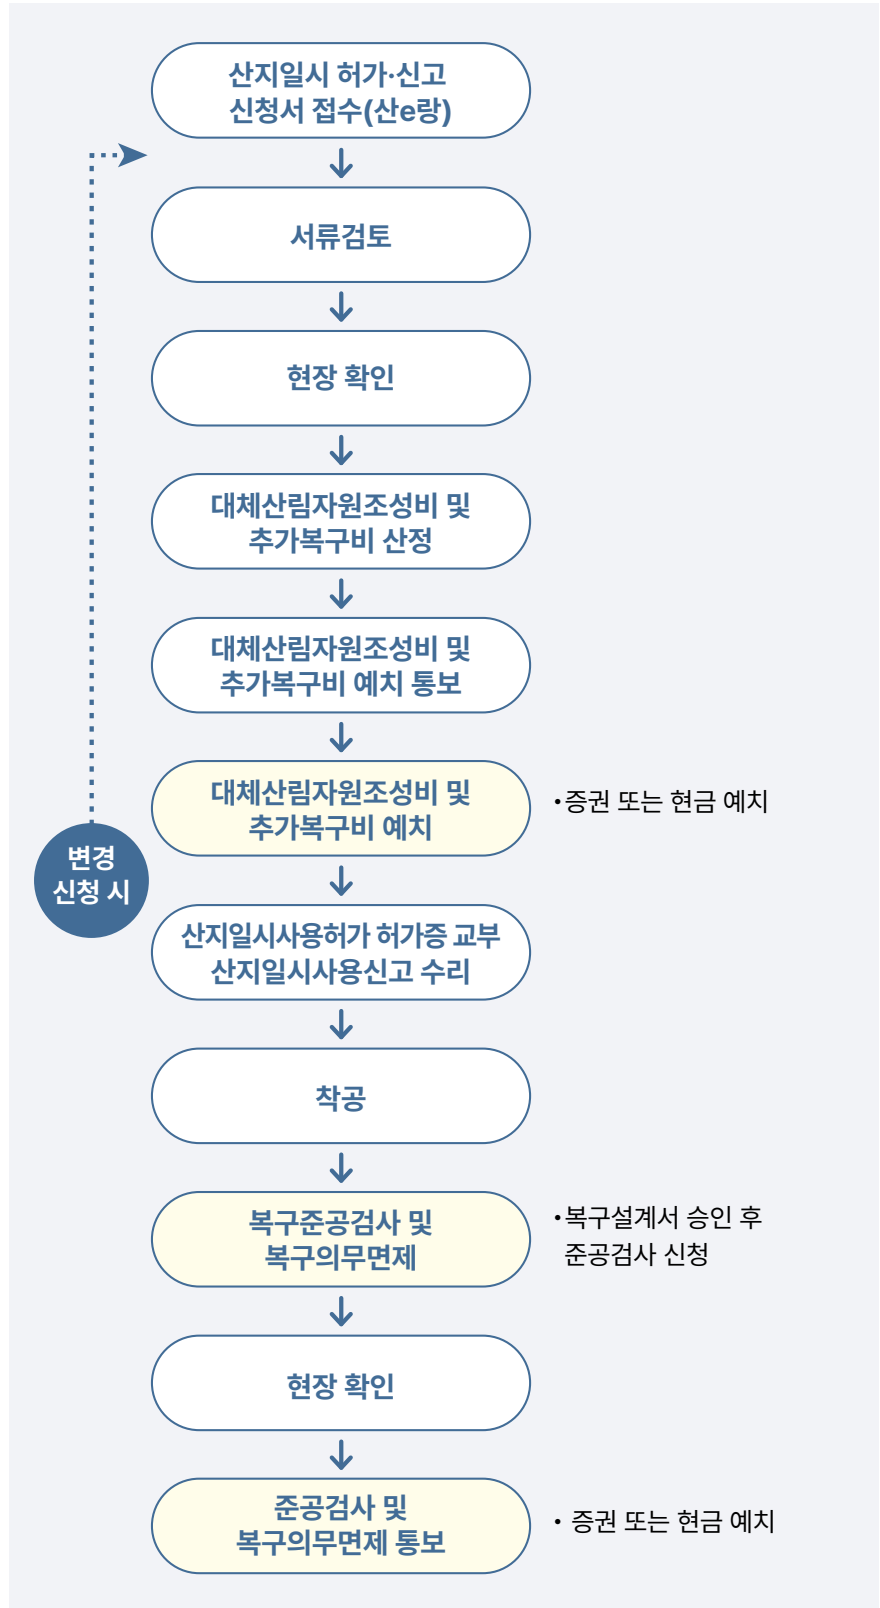 산지일시 허가·신고
신청서 접수(산e랑)
서류검토
현장 확인
대체산림자원조성비 및
추가복구비 산정
대체산림자원조성비 및
추가복구비 예치 통보
대체산림자원조성비 및
추가복구비 예치
•증권 또는 현금 예치
변경
신청 시
산지일시사용허가 허가증 교부
산지일시사용신고 수리
착공
복구준공검사 및
복구의무면제
•복구설계서 승인 후
준공검사 신청
현장 확인
준공검사 및
복구의무면제 통보
• 증권 또는 현금 예치